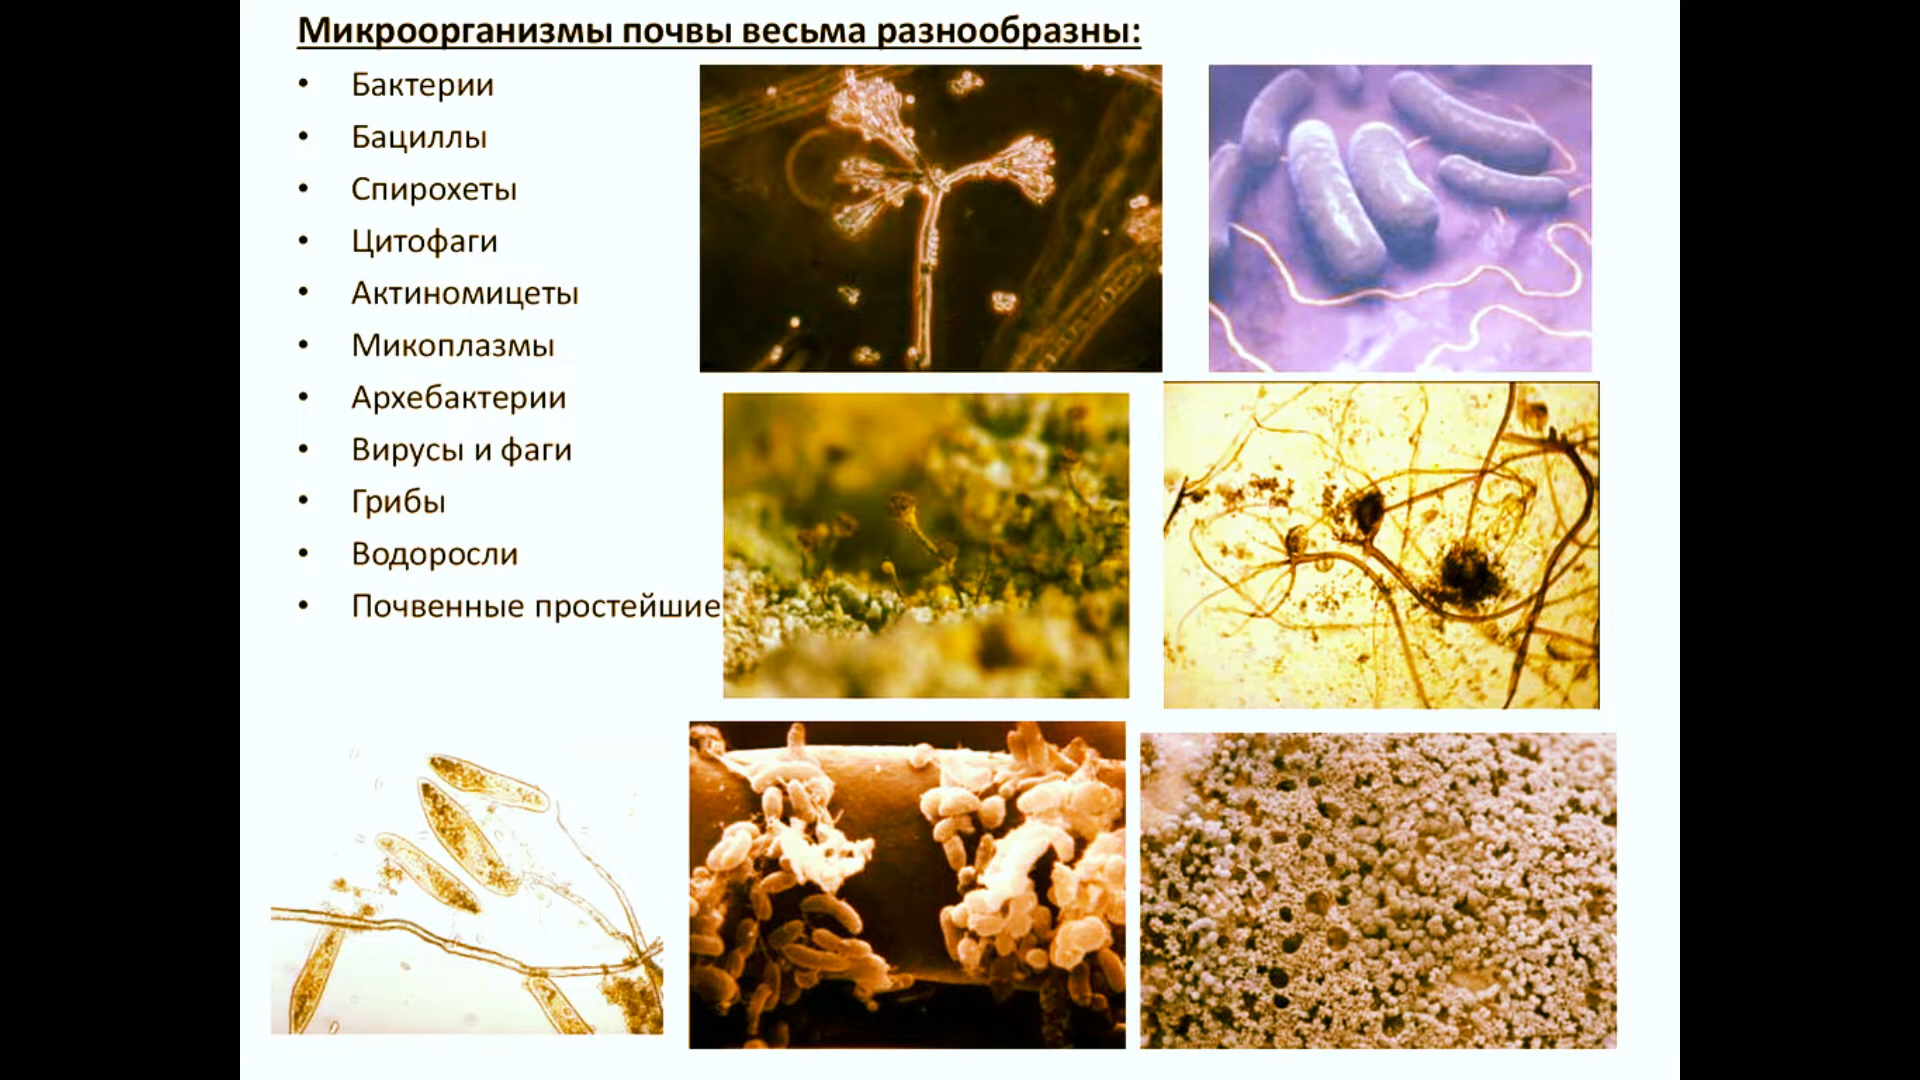 Микроорганизмы почвы весьма разнообразны:
• Бактерии
• Бациллы
• Спирохеты
• Цитофаги
• Актиномицеты
• Микоплазмы
• Архебактерии
• Вирусы и фаги
• Грибы
• Водоросли
• Почвенные простейшие